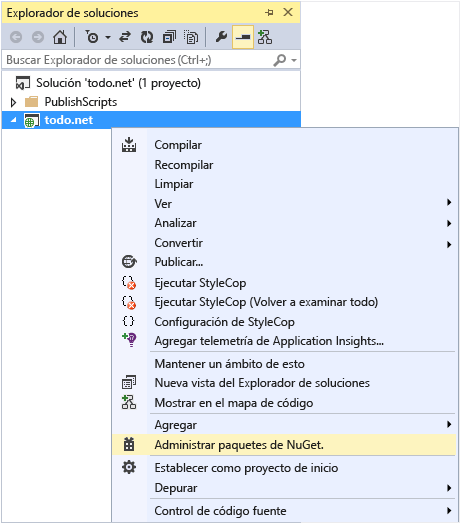 Explorador de soluciones
Buscar Explorador de soluciones (Ctrl+;)
Solución 'todo.net' (1 proyecto)
PublishScripts
todo.net
Compilar
Recompilar
Limpiar
Ver
Analizar
Convertir
Publicar...
Ejecutar StyleCop
Ejecutar StyleCop (Volver a examinar todo)
Configuración de StyleCop
Agregar telemetría de Application Insights...
Mantener un ámbito de esto
Nueva vista del Explorador de soluciones
Mostrar en el mapa de código
Agregar
Administrar paquetes de NuGet.
Establecer como proyecto de inicio
Depurar
Control de código fuente